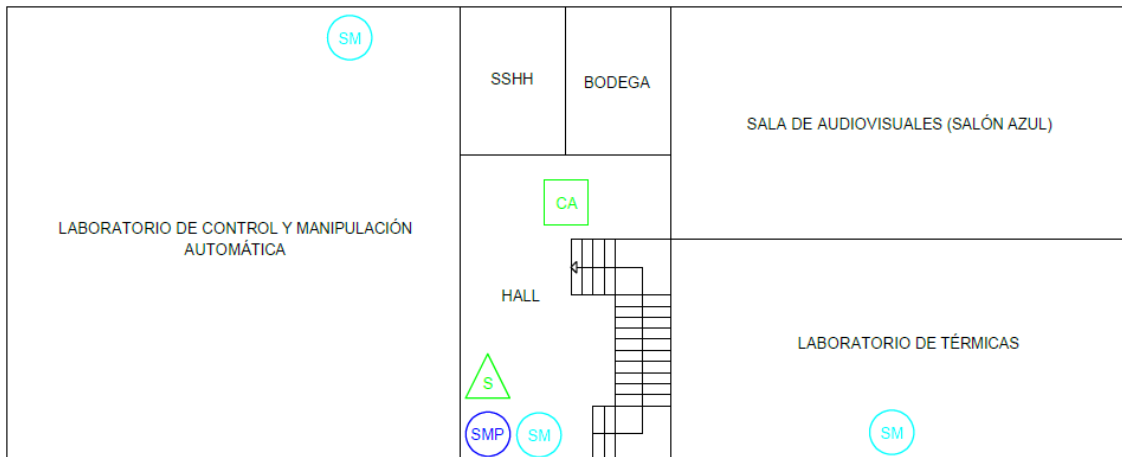 SM
SSHH
BODEGA
SALA DE AUDIOVISUALES (SALÓN AZUL)
CA
LABORATORIO DE CONTROL Y MANIPULACIÓN
AUTOMÁTICA
HALL
LABORATORIO DE TÉRMICAS
S
SMP
SM
SM